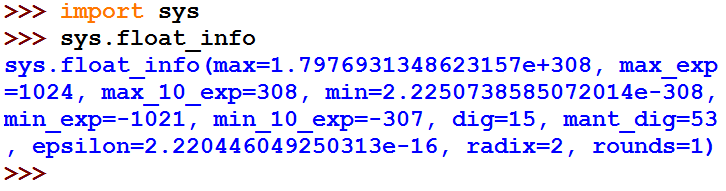 >>> import sys
>>> sys.float_info
sys.float_info(max=1.7976931348623157e+308, max_exp
=1024, max_10_exp=308, min=2.2250738585072014e-308,
min_exp=-1021, min_10_exp=-307, dig=15, mant_dig=53
, epsilon=2.220446049250313e-16, radix=2, rounds=1)
>>>